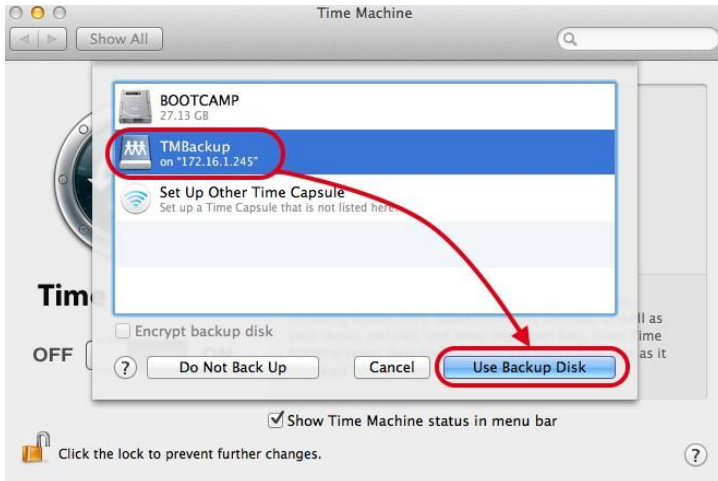 Time Machine
Show All
BOOTCAMP
27.13 GB
TMBackup
on "172.16.1.245"
Set Up Other Time Capsule
Set up a Time Capsule that is not listed here.
Tim
Encrypt backup disk
ll as
ime
as it
OFF
? Do Not Back Up Cancel Use Backup Disk
Show Time Machine status in menu bar
Click the lock to prevent further changes. ?